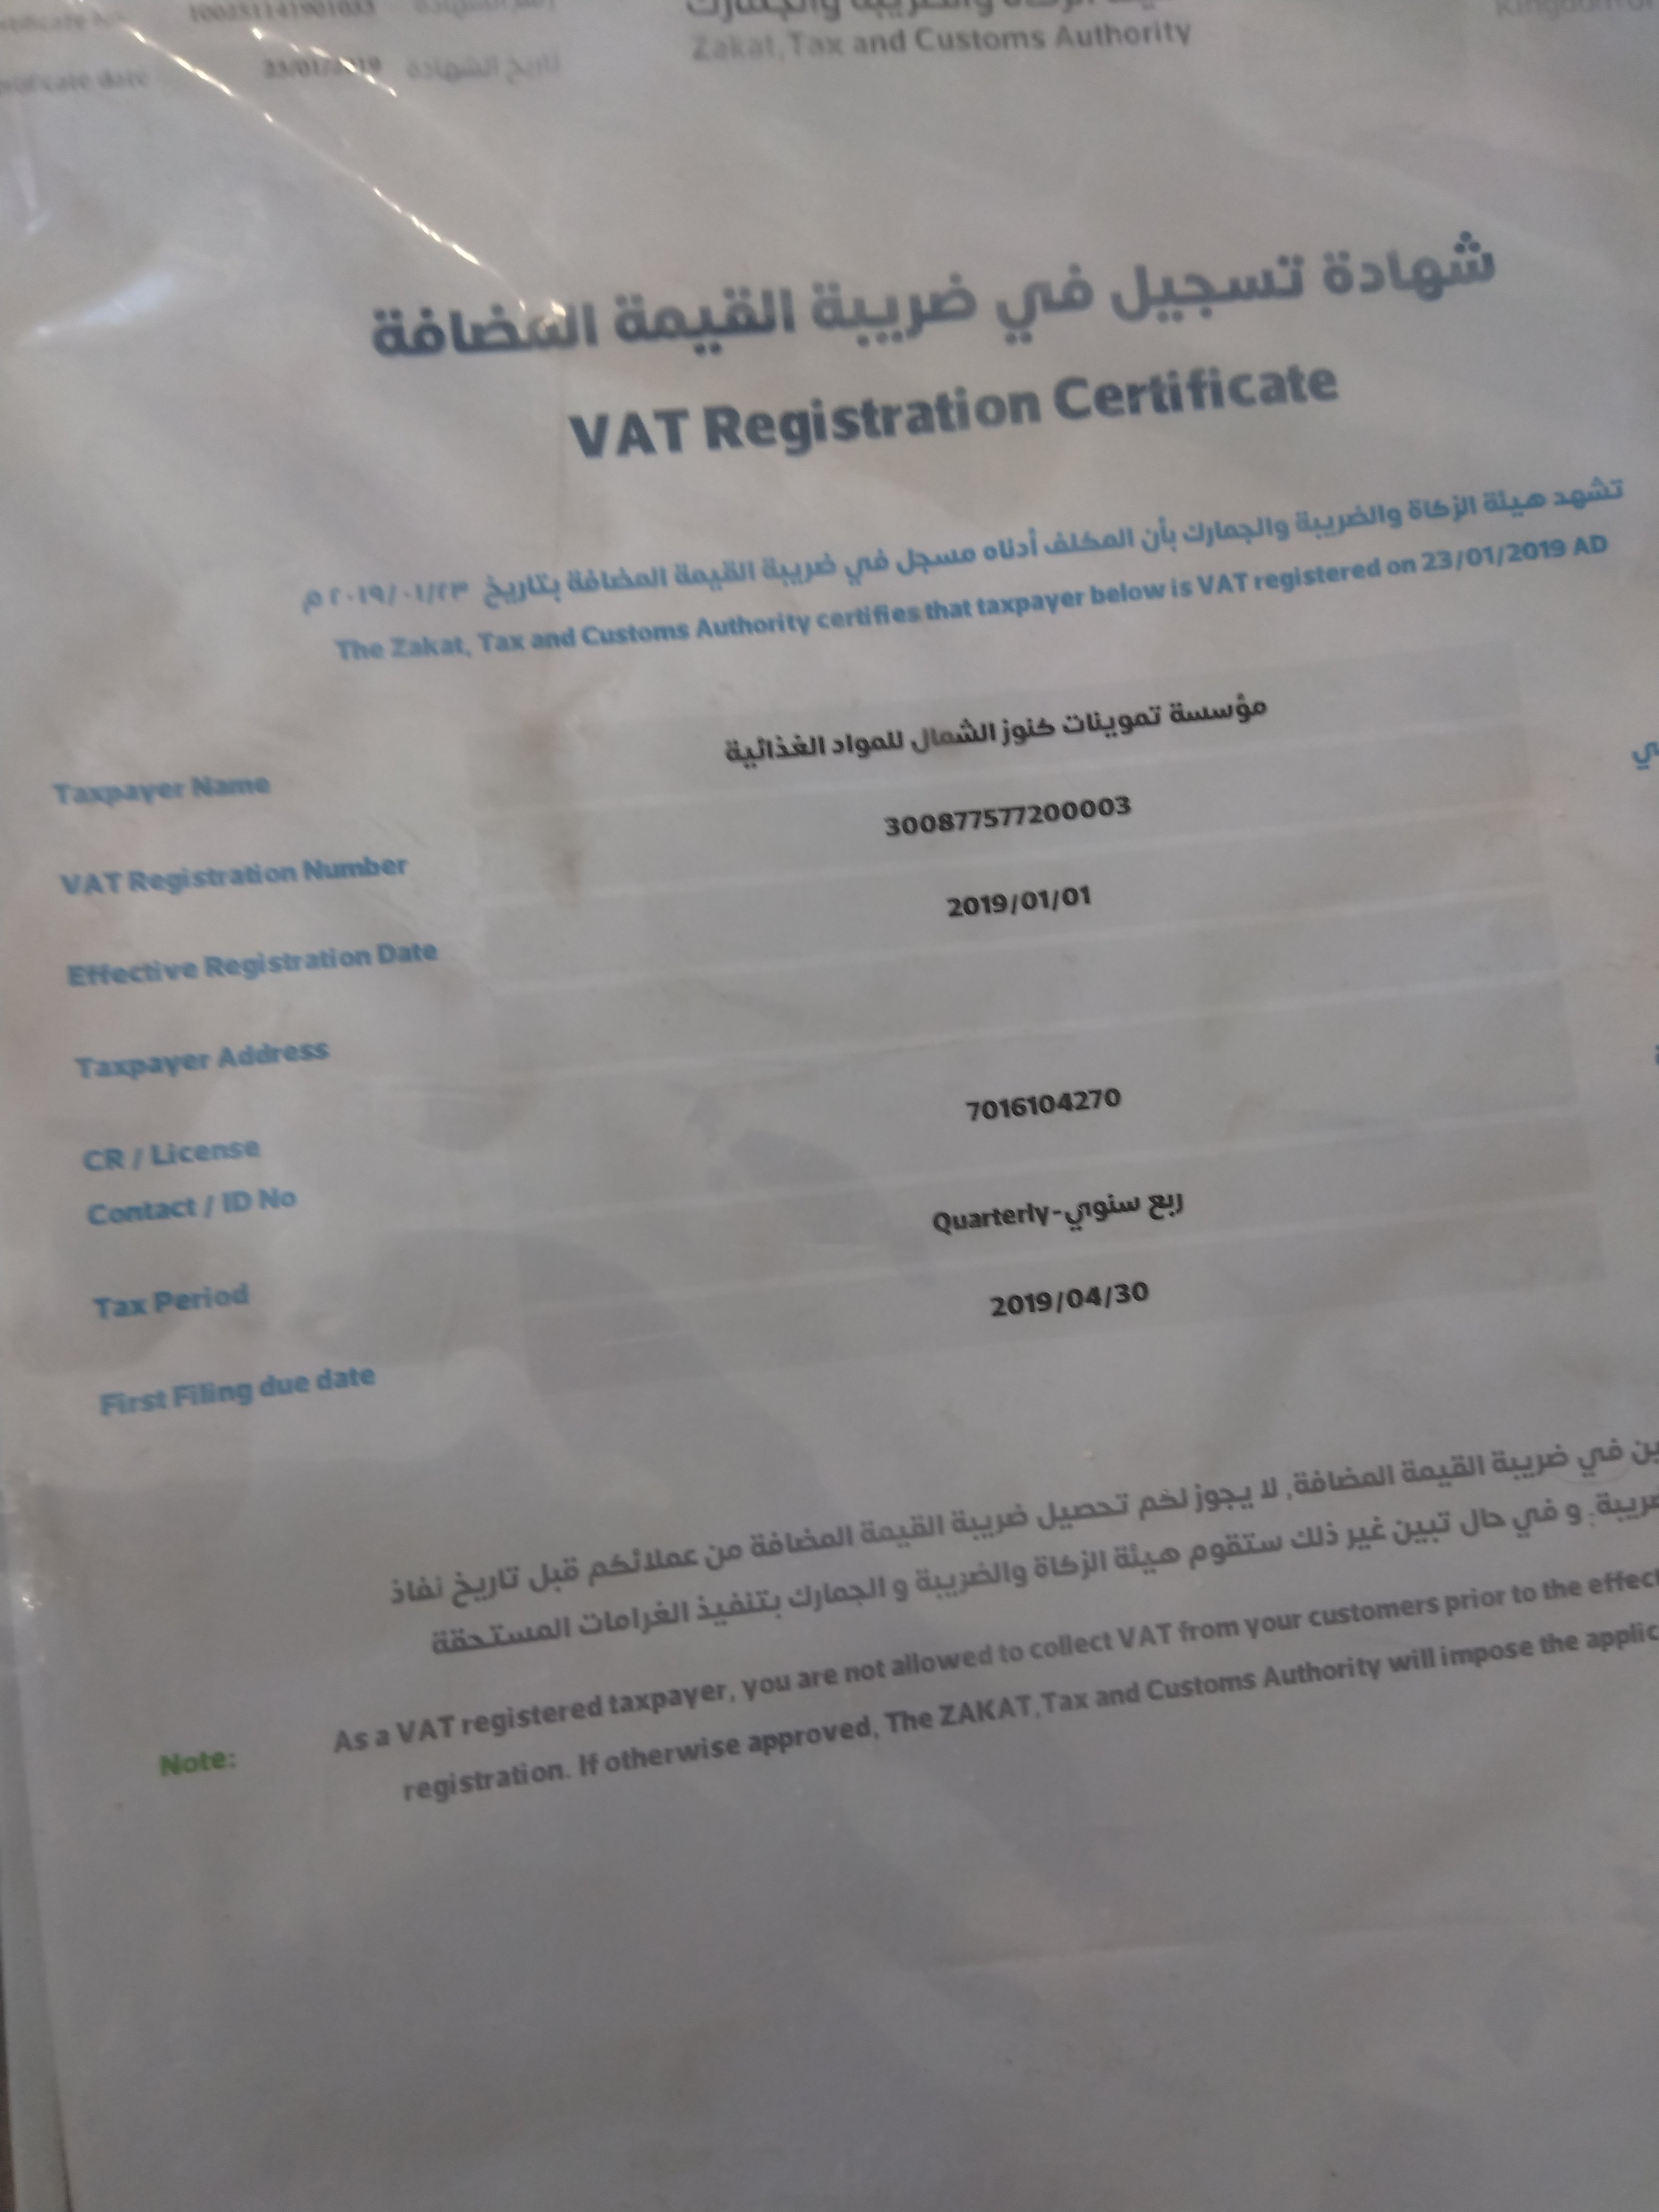 23/01/2019 تاريخ الشهادة
Zakat, Tax and Customs Authority
شهادة تسجيل في ضريبة القيمة المضافة
VAT Registration Certificate
تشهد هيئة الزكاة والضريبة والجمارك بأن المكلف أدناه مسجل في ضريبة القيمة المضافة بتاريخ ٢٠١٩/٠١/٢٣ م
The Zakat, Tax and Customs Authority certifies that taxpayer below is VAT registered on 23/01/2019 AD
Taxpayer Name مؤسسة تموينات كنوز الشمال للمواد الغذائية
VAT Registration Number 300877577200003
Effective Registration Date 2019/01/01
Taxpayer Address
CR / License 7016104270
Contact / ID No
Tax Period Quarterly-ربع سنوي
First Filing due date 2019/04/30
في ضريبة القيمة المضافة, لا يجوز لكم تحصيل ضريبة القيمة المضافة من عملائكم قبل تاريخ نفاذ
و في حال تبين غير ذلك ستقوم هيئة الزكاة والضريبة و الجمارك بتنفيذ الغرامات المستحقة
Note: As a VAT registered taxpayer, you are not allowed to collect VAT from your customers prior to the effect
registration. If otherwise approved, The ZAKAT,Tax and Customs Authority will impose the applic